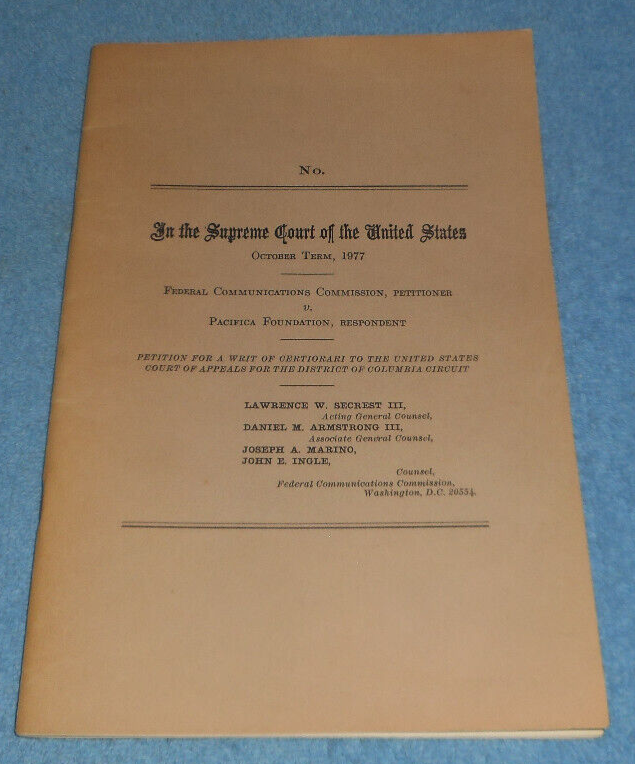 No.
In the Supreme Court of the United States
October Term, 1977
Federal Communications Commission, petitioner
v.
Pacifica Foundation, respondent
PETITION FOR A WRIT OF CERTIORARI TO THE UNITED STATES
COURT OF APPEALS FOR THE DISTRICT OF COLUMBIA CIRCUIT
LAWRENCE W. SECREST III,
Acting General Counsel,
DANIEL M. ARMSTRONG III,
Associate General Counsel,
JOSEPH A. MARINO,
JOHN E. INGLE,
Counsel,
Federal Communications Commission,
Washington, D.C. 20554.